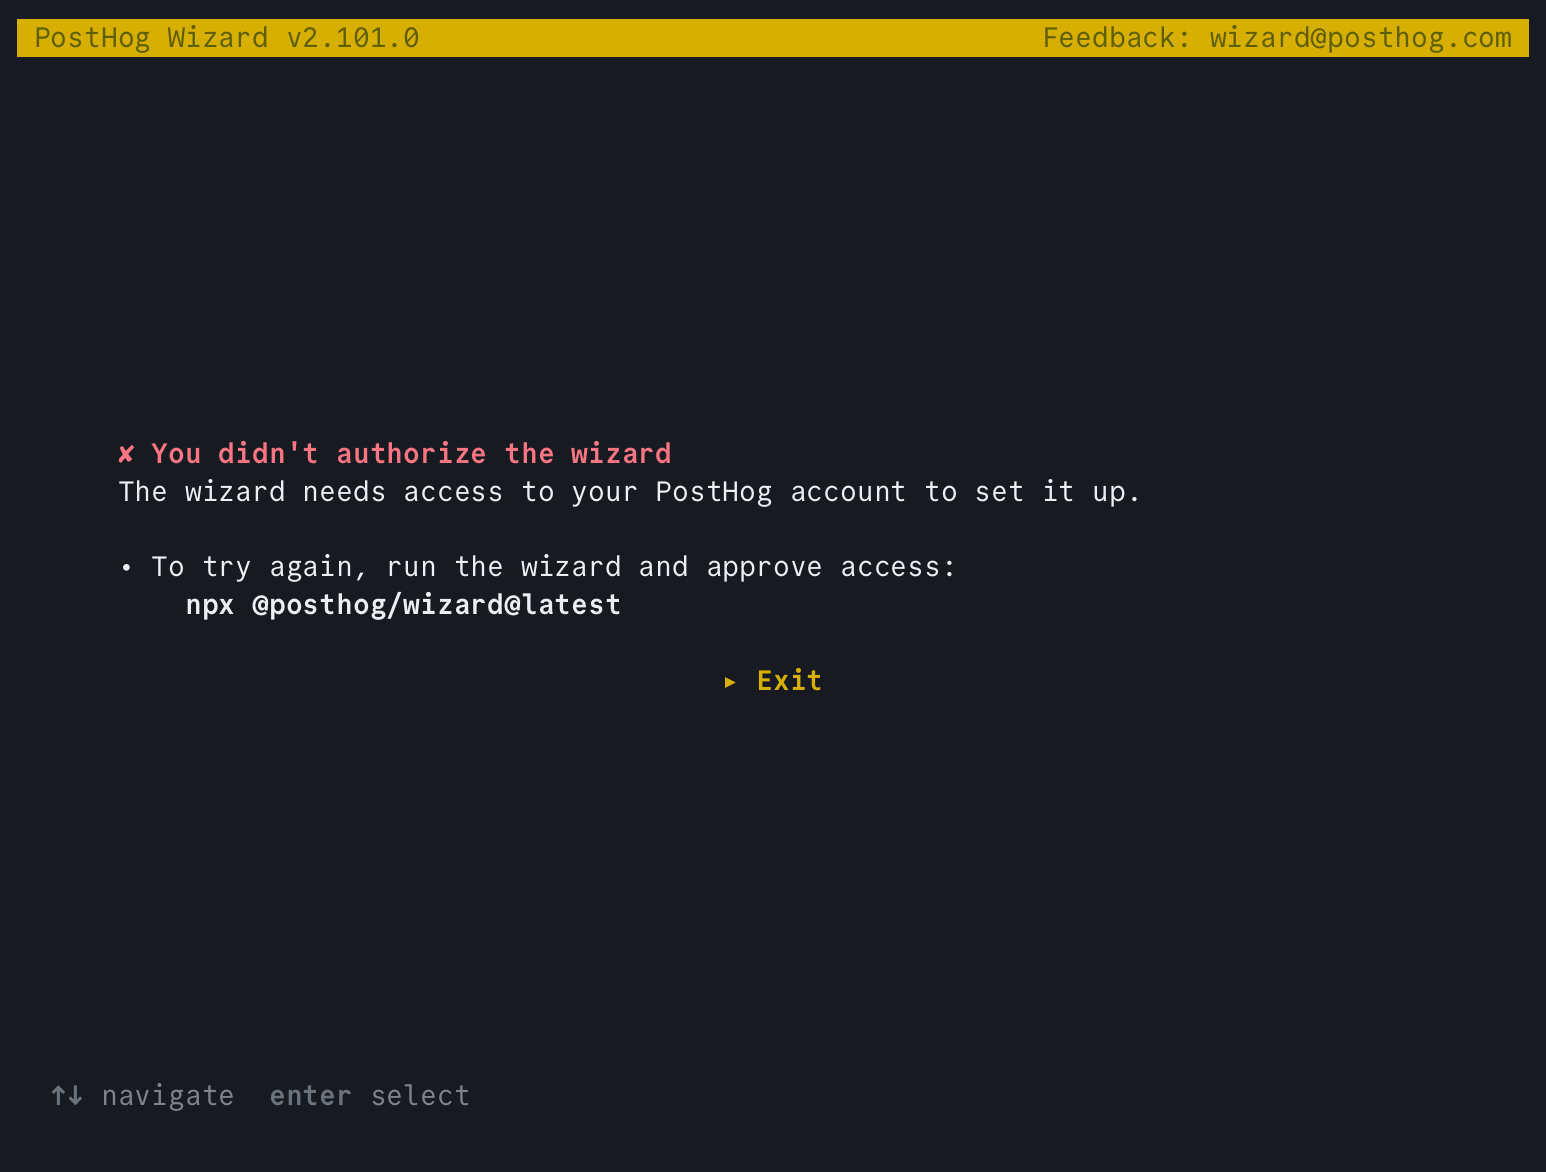 PostHog Wizard v2.101.0 Feedback: wizard@posthog.com
✘ You didn't authorize the wizard
The wizard needs access to your PostHog account to set it up.
• To try again, run the wizard and approve access:
npx @posthog/wizard@latest
▸ Exit
↑↓ navigate enter select